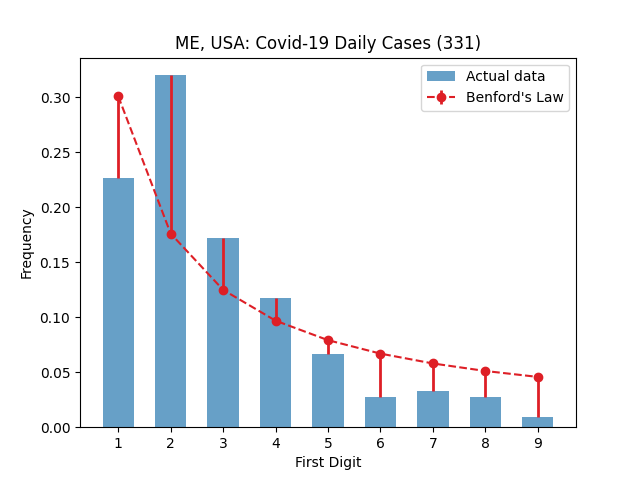 ME, USA: Covid-19 Daily Cases (331)
Actual data
Benford's Law
Frequency
0.30
0.25
0.20
0.15
0.10
0.05
0.00
1 2 3 4 5 6 7 8 9
First Digit